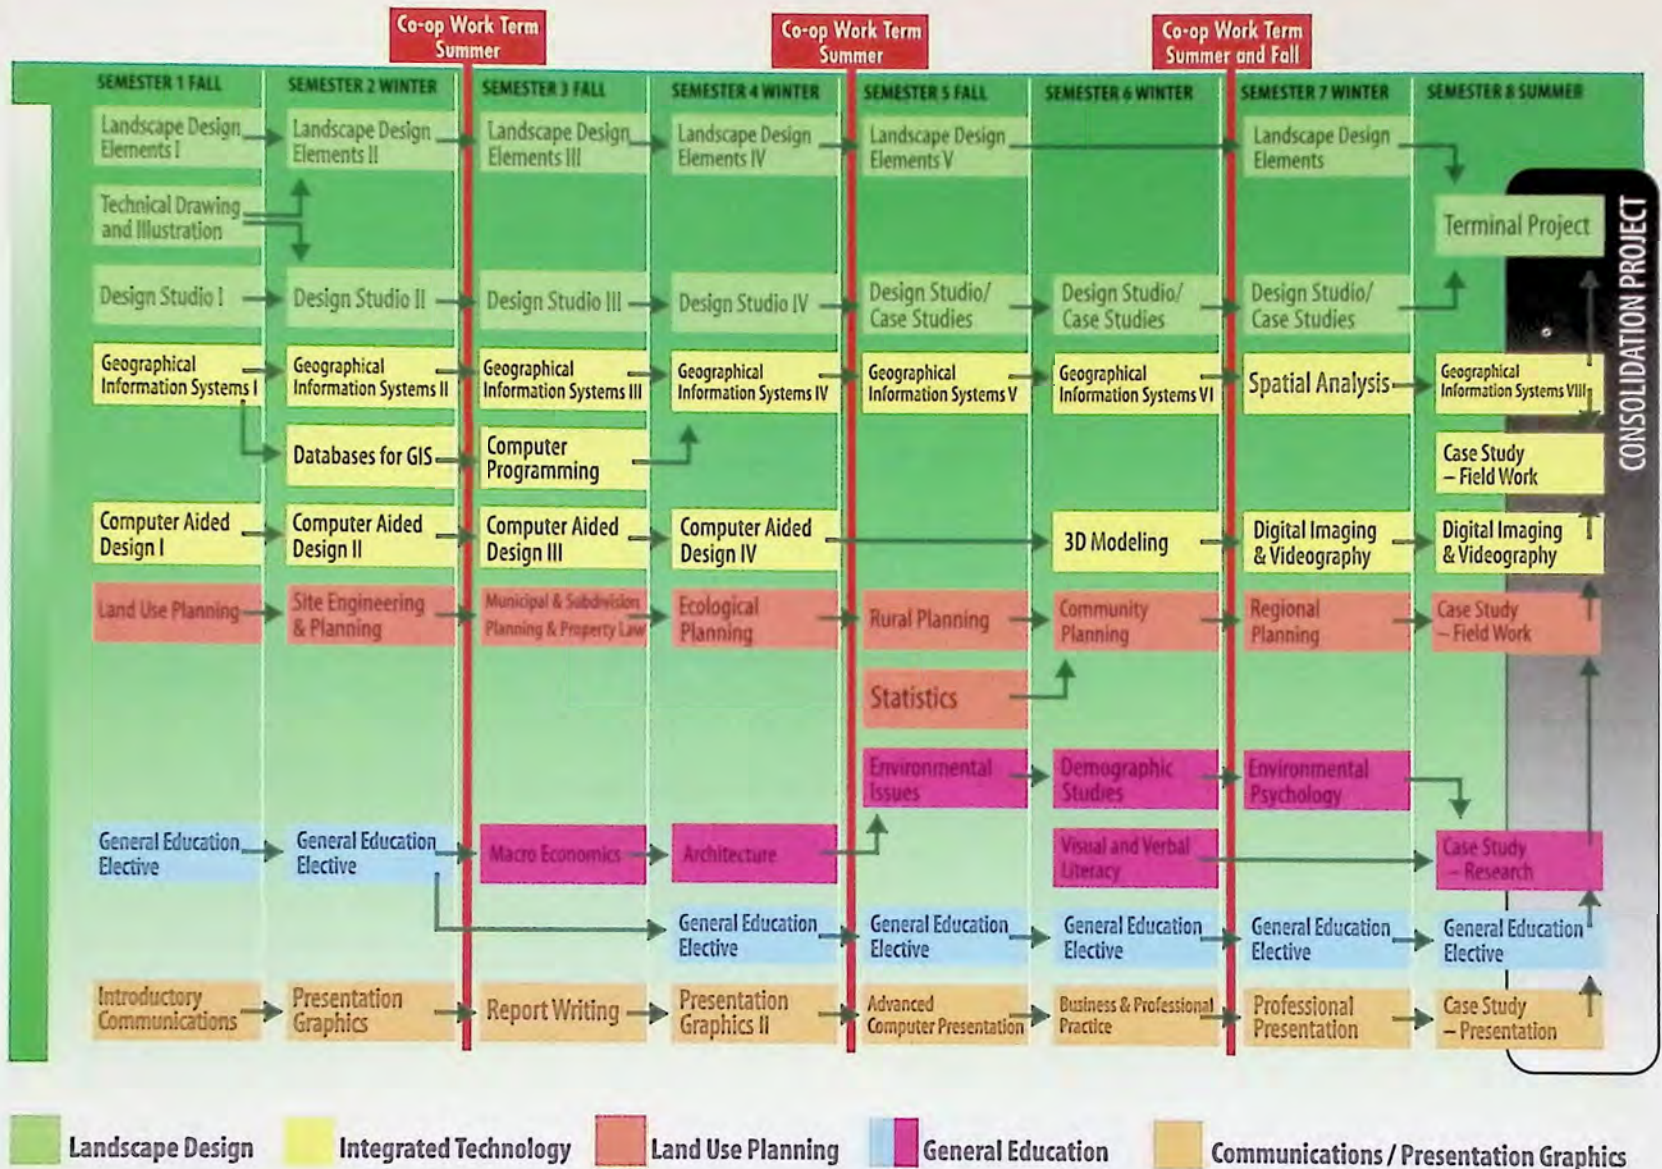 Co-op Work Term
Summer
Co-op Work Term
Summer
Co-op Work Term
Summer and Fall
SEMESTER 1 FALL
SEMESTER 2 WINTER
SEMESTER 3 FALL
SEMESTER 4 WINTER
SEMESTER 5 FALL
SEMESTER 6 WINTER
SEMESTER 7 WINTER
SEMESTER 8 SUMMER
Landscape Design
Elements I
Landscape Design
Elements II
Landscape Design
Elements III
Landscape Design
Elements IV
Landscape Design
Elements V
Landscape Design
Elements
Technical Drawing
and Illustration
Terminal Project
CONSOLIDATION PROJECT
Design Studio I
Design Studio II
Design Studio III
Design Studio IV
Design Studio/
Case Studies
Design Studio/
Case Studies
Design Studio/
Case Studies
Geographical
Information Systems I
Geographical
Information Systems II
Geographical
Information Systems III
Geographical
Information Systems IV
Geographical
Information Systems V
Geographical
Information Systems VI
Spatial Analysis
Geographical
Information Systems VIII
Databases for GIS
Computer
Programming
Case Study
– Field Work
Computer Aided
Design I
Computer Aided
Design II
Computer Aided
Design III
Computer Aided
Design IV
3D Modeling
Digital Imaging
& Videography
Digital Imaging
& Videography
Land Use Planning
Site Engineering
& Planning
Municipal & Subdivision
Planning & Property Law
Ecological
Planning
Rural Planning
Community
Planning
Regional
Planning
Case Study
– Field Work
Statistics
Environmental
Issues
Demographic
Studies
Environmental
Psychology
General Education
Elective
General Education
Elective
Macro Economics
Architecture
Visual and Verbal
Literacy
Case Study
– Research
General Education
Elective
General Education
Elective
General Education
Elective
General Education
Elective
General Education
Elective
Introductory
Communications
Presentation
Graphics
Report Writing
Presentation
Graphics II
Advanced
Computer Presentation
Business & Professional
Practice
Professional
Presentation
Case Study
– Presentation
Landscape Design
Integrated Technology
Land Use Planning
General Education
Communications / Presentation Graphics